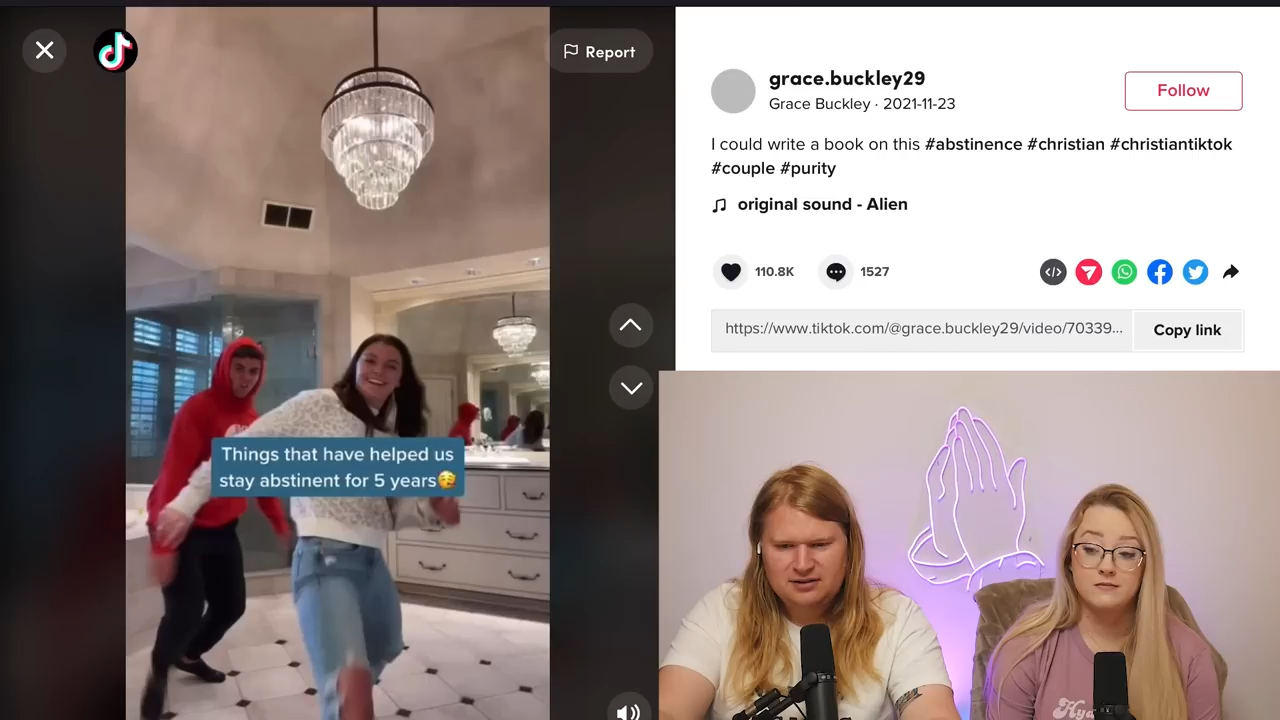 Report
Things that have helped us
stay abstinent for 5 years🥳
grace.buckley29
Grace Buckley · 2021-11-23
Follow
I could write a book on this #abstinence #christian #christiantiktok
#couple #purity
original sound - Alien
110.8K
1527
https://www.tiktok.com/@grace.buckley29/video/70339...
Copy link